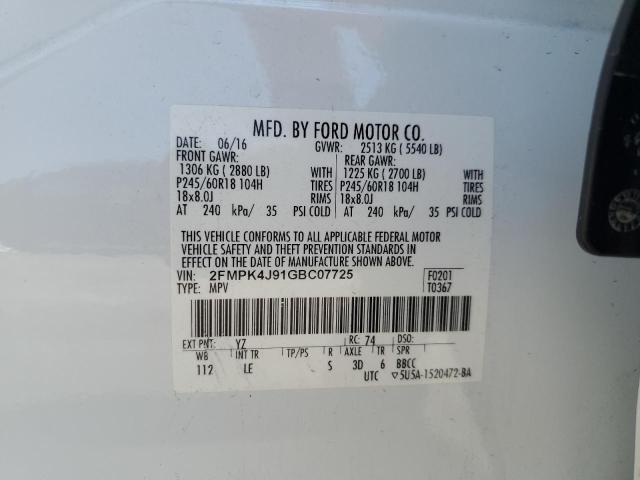 MFD. BY FORD MOTOR CO.
DATE: 06/16 GVWR: 2513 KG ( 5540 LB)
FRONT GAWR: REAR GAWR:
1306 KG ( 2880 LB) WITH 1225 KG ( 2700 LB) WITH
P245/60R18 104H TIRES P245/60R18 104H TIRES
18x8.0J RIMS 18x8.0J RIMS
AT 240 kPa/ 35 PSI COLD AT 240 kPa/ 35 PSI COLD
THIS VEHICLE CONFORMS TO ALL APPLICABLE FEDERAL MOTOR
VEHICLE SAFETY AND THEFT PREVENTION STANDARDS IN
EFFECT ON THE DATE OF MANUFACTURE SHOWN ABOVE.
VIN: 2FMPK4J91GBC07725 F0201
TYPE: MPV T0367
EXT PNT: YZ RC: 74 DSO:
WB INT TR TP/PS R AXLE TR SPR
112 LE S 3D 6 BBCC
UTC ▽5U5A-1520472-BA